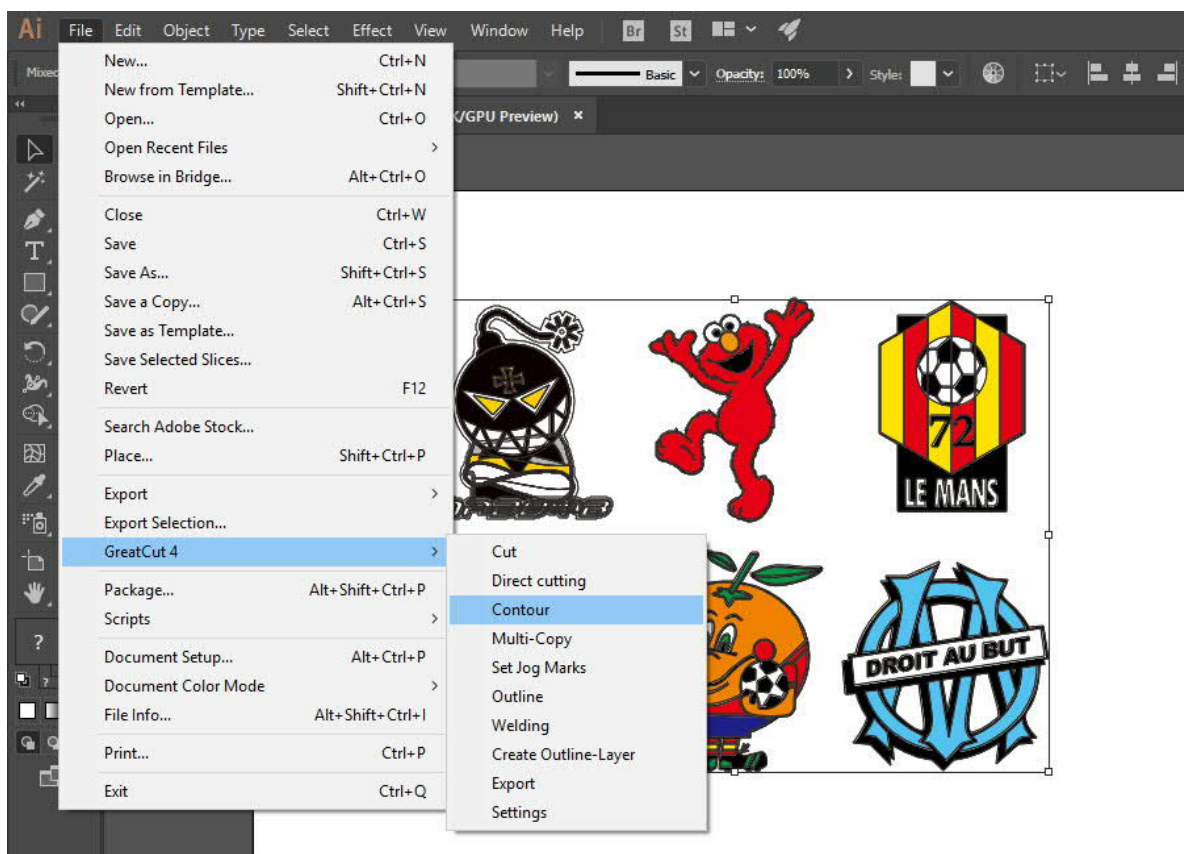 Ai File Edit Object Type Select Effect View Window Help Br St
Mixed Basic Opacity: 100% Style:
/GPU Preview) ×
New... Ctrl+N
New from Template... Shift+Ctrl+N
Open... Ctrl+O
Open Recent Files
Browse in Bridge... Alt+Ctrl+O
Close Ctrl+W
Save Ctrl+S
Save As... Shift+Ctrl+S
Save a Copy... Alt+Ctrl+S
Save as Template...
Save Selected Slices...
Revert F12
Search Adobe Stock...
Place... Shift+Ctrl+P
Export
Export Selection...
GreatCut 4
Package... Alt+Shift+Ctrl+P
Scripts
Document Setup... Alt+Ctrl+P
Document Color Mode
File Info... Alt+Shift+Ctrl+I
Print... Ctrl+P
Exit Ctrl+Q
Cut
Direct cutting
Contour
Multi-Copy
Set Jog Marks
Outline
Welding
Create Outline-Layer
Export
Settings
72
LE MANS
DROIT AU BUT